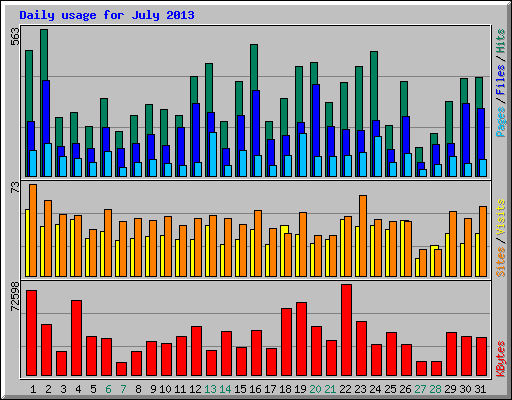 Daily usage for July 2013
563
Pages / Files / Hits
73
Sites / Visits
72598
KBytes
1 2 3 4 5 6 7 8 9 10 11 12 13 14 15 16 17 18 19 20 21 22 23 24 25 26 27 28 29 30 31